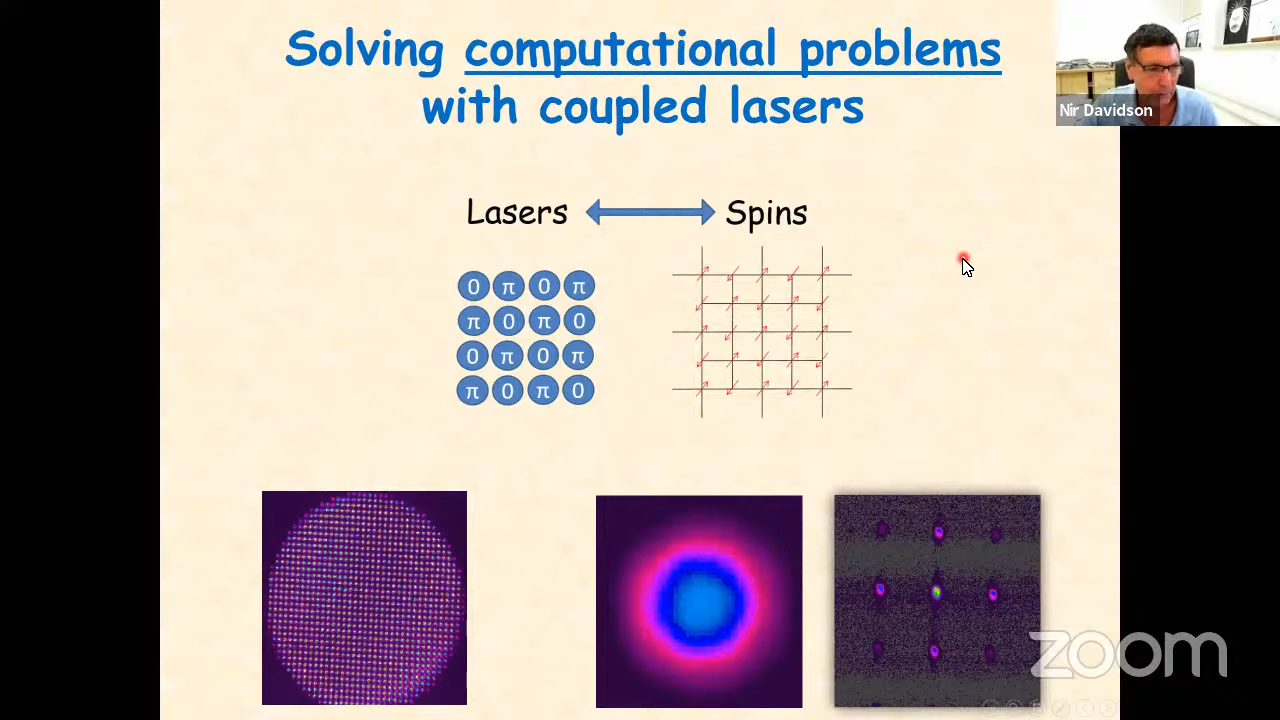 Solving computational problems
with coupled lasers
Nir Davidson
Lasers Spins
0 π 0 π
π 0 π 0
0 π 0 π
π 0 π 0
zoom